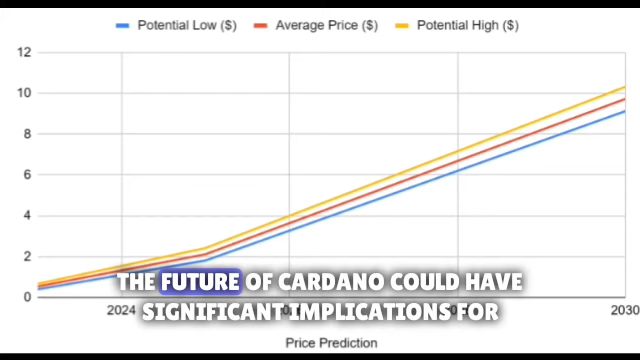 Potential Low ($) Average Price ($) Potential High ($)
12
10
8
6
4
2
0
THE FUTURE OF CARDANO COULD HAVE
2024 2030
SIGNIFICANT IMPLICATIONS FOR
Price Prediction